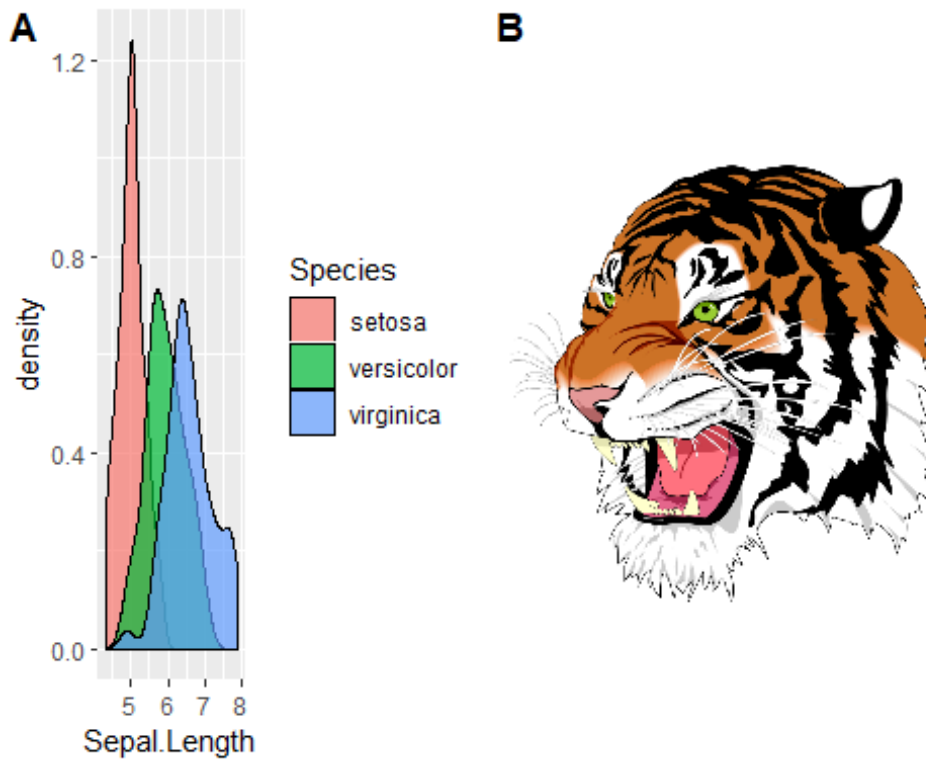 A
B
density
1.2
0.8
0.4
0.0
5 6 7 8
Sepal.Length
Species
setosa
versicolor
virginica